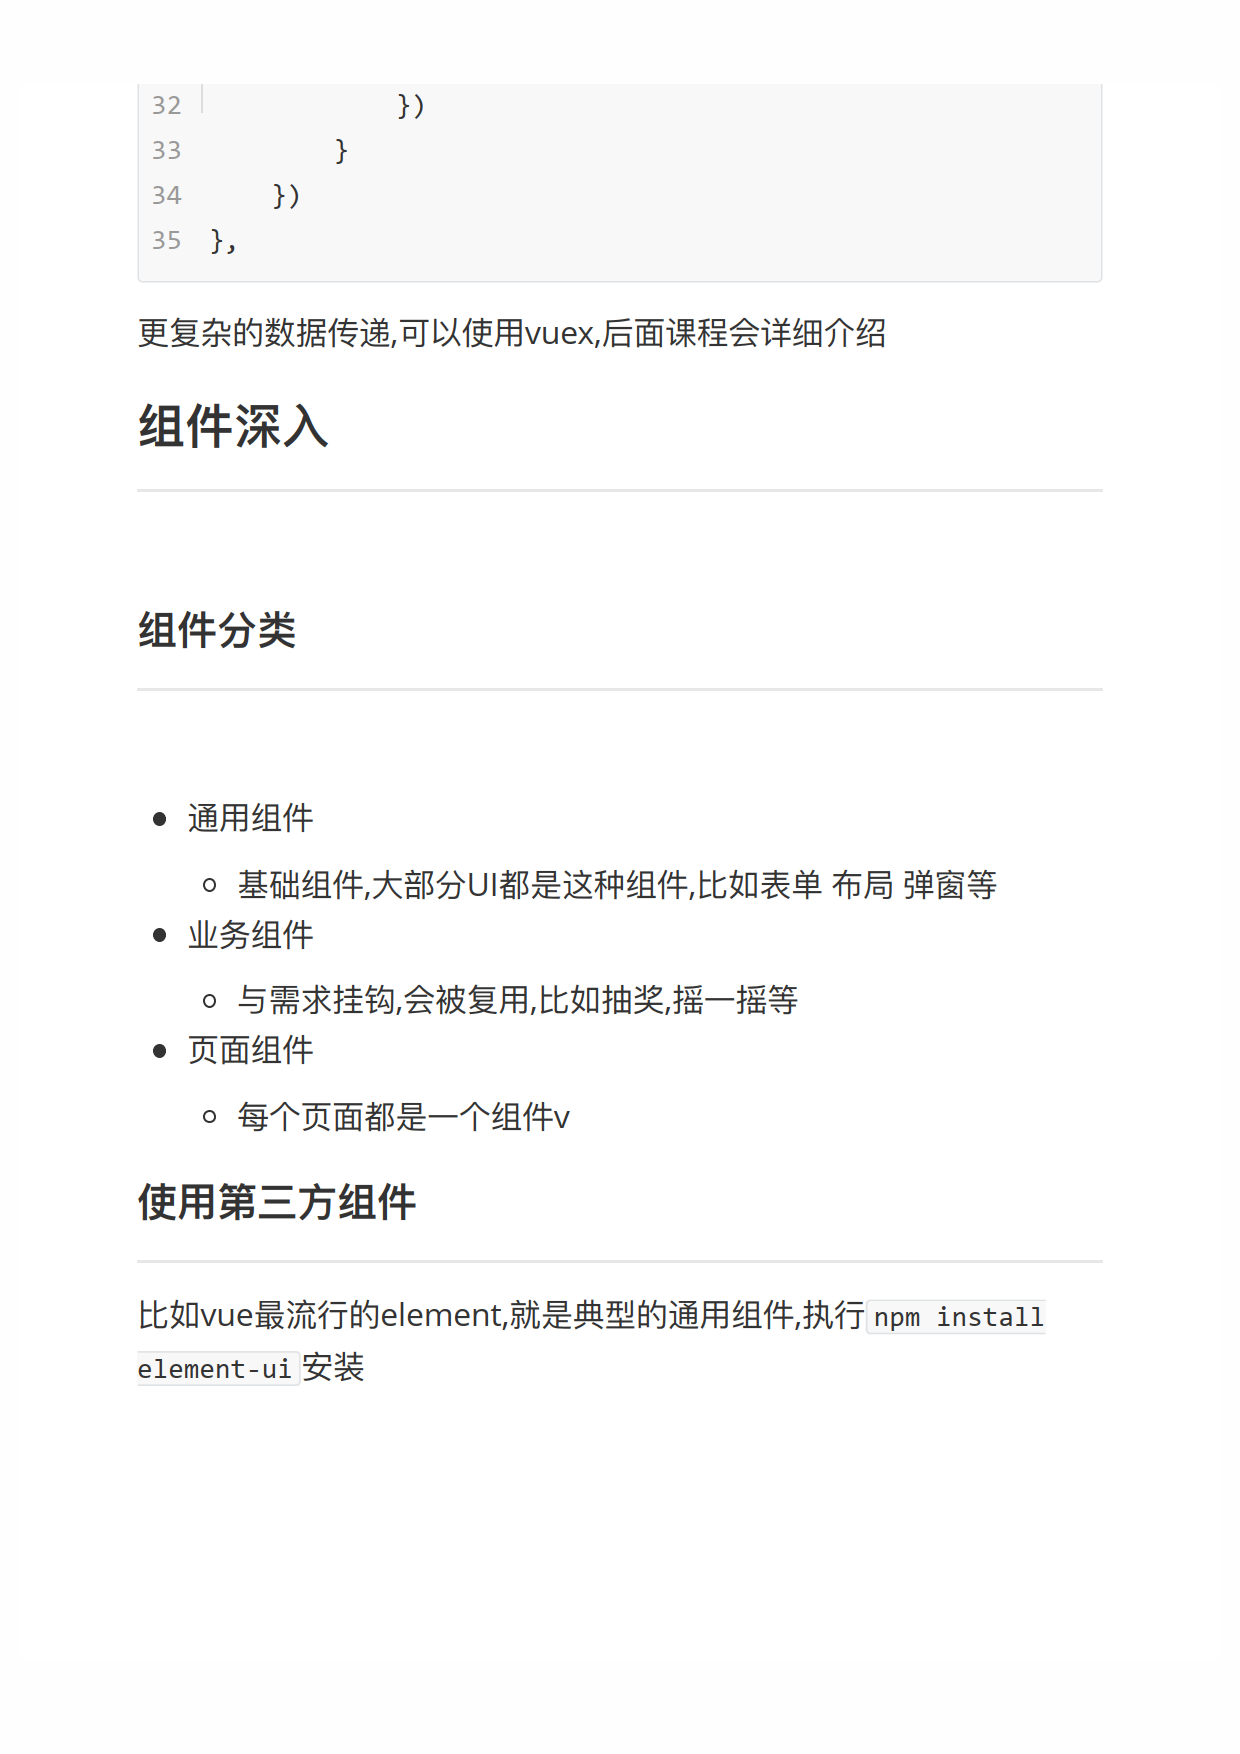 32             })
33         }
34     })
35 },
更复杂的数据传递,可以使用vuex,后面课程会详细介绍
组件深入
组件分类
通用组件
基础组件,大部分UI都是这种组件,比如表单 布局 弹窗等
业务组件
与需求挂钩,会被复用,比如抽奖,摇一摇等
页面组件
每个页面都是一个组件v
使用第三方组件
比如vue最流行的element,就是典型的通用组件,执行 npm install
element-ui 安装